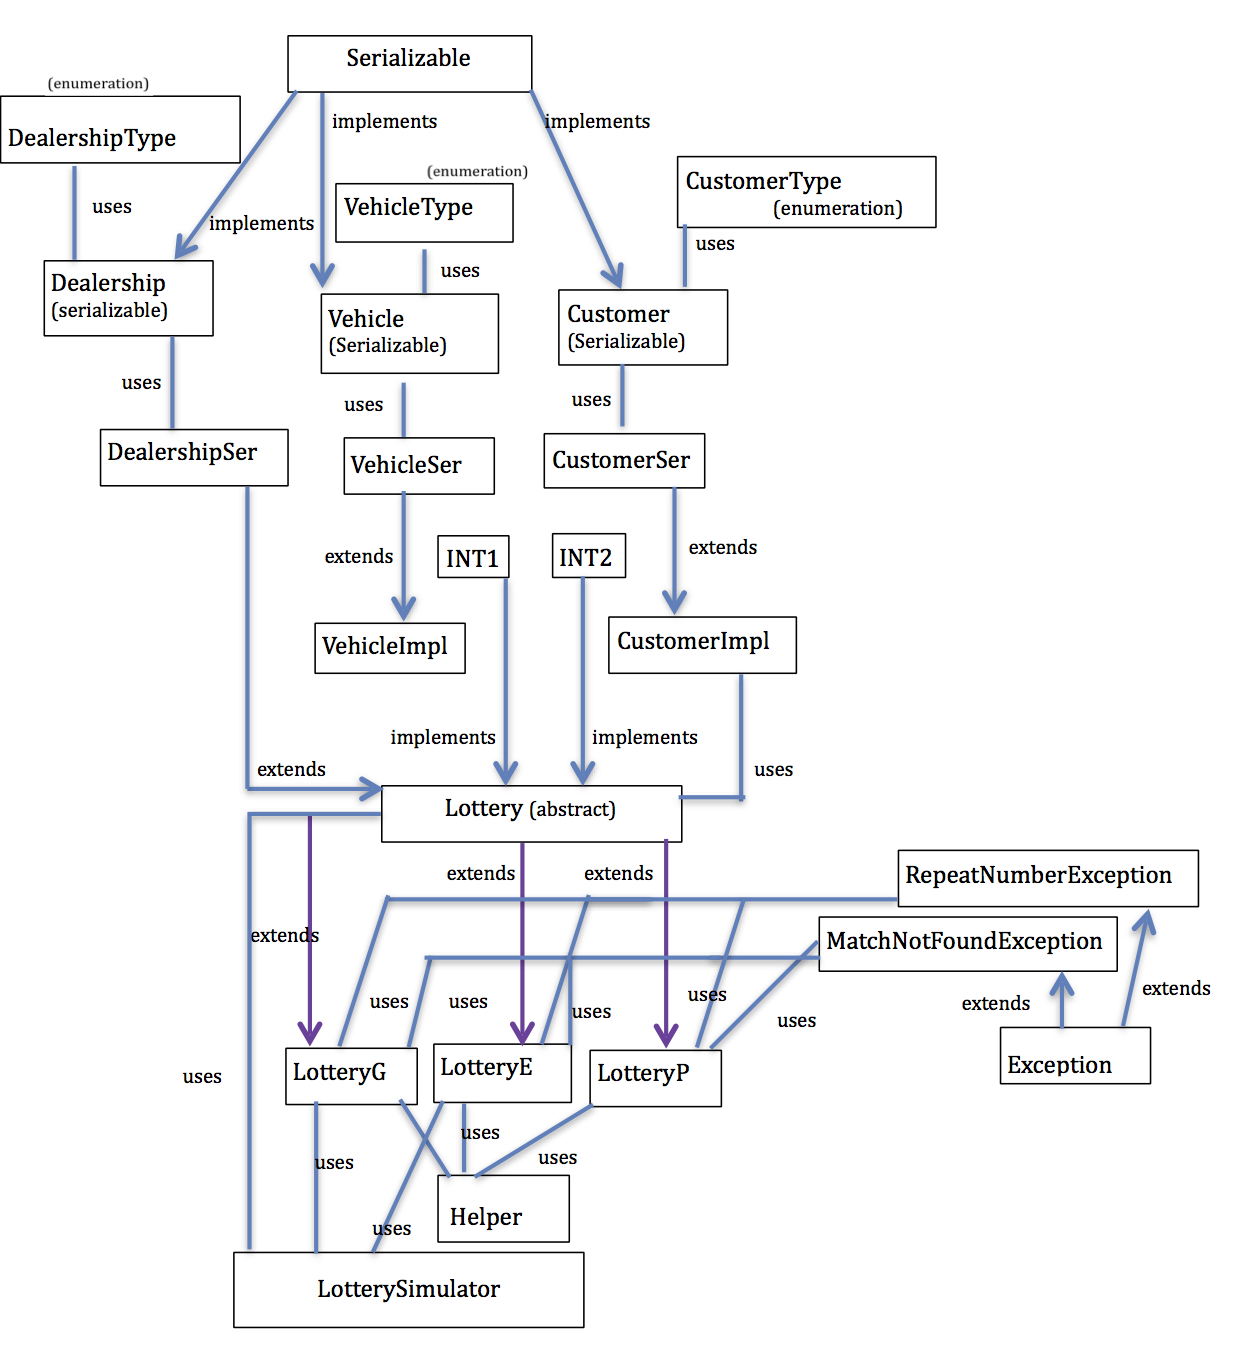 Serializable
(enumeration)
DealershipType
implements
implements
(enumeration)
VehicleType
CustomerType
(enumeration)
uses
implements
uses
uses
Dealership
(serializable)
Vehicle
(Serializable)
Customer
(Serializable)
uses
uses
uses
DealershipSer
VehicleSer
CustomerSer
extends
INT1
INT2
extends
VehicleImpl
CustomerImpl
implements
implements
extends
uses
Lottery (abstract)
extends
extends
RepeatNumberException
extends
MatchNotFoundException
uses
uses
uses
uses
uses
extends
extends
LotteryG
LotteryE
LotteryP
Exception
uses
uses
uses
uses
Helper
uses
LotterySimulator